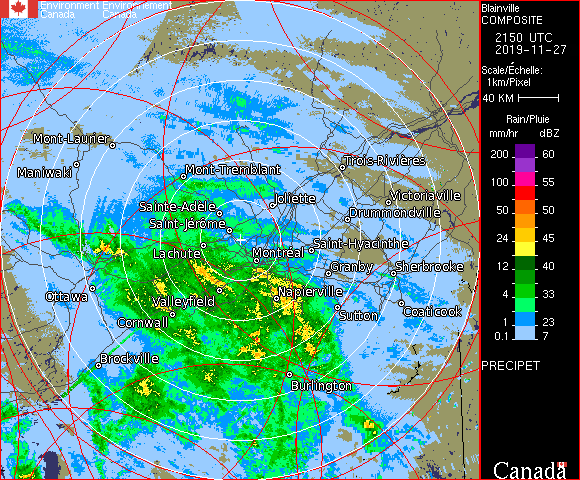 Environment Environnement
Canada Canada
Blainville
COMPOSITE
2150 UTC
2019-11-27
Scale/Échelle:
1km/Pixel
40 KM
Rain/Pluie
mm/hr dBZ
200 60
100 55
50 50
24 45
12 40
4 33
1 23
0.1 7
PRECIPET
Canada
Mont-Laurier
Maniwaki
Mont-Tremblant
Trois-Rivières
Sainte-Adele
Joliette
Victoriaville
Drummondville
Saint-Jérome
Saint-Hyacinthe
Lachute
Montréal
Granby
Sherbrooke
Ottawa
Valleyfield
Napierville
Coaticook
Cornwall
Sutton
Brockville
Burlington